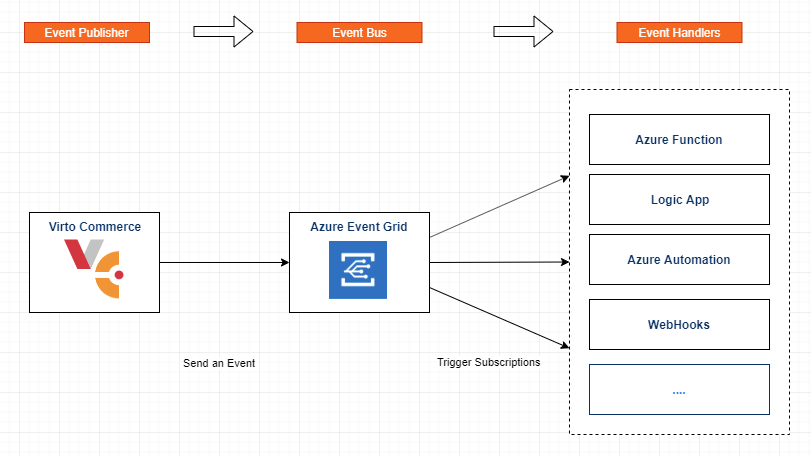 Event Publisher
Event Bus
Event Handlers
Azure Function
Logic App
Virto Commerce
Azure Event Grid
Azure Automation
WebHooks
Send an Event
Trigger Subscriptions
....